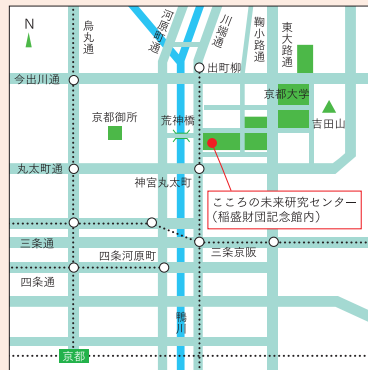 N
烏丸通
河原町通
川端通
鞠小路通
東大路通
今出川通
出町柳
京都大学
京都御所
荒神橋
吉田山
丸太町通
神宮丸太町
こころの未来研究センター
（稲盛財団記念館内）
三条通
四条河原町
三条京阪
四条通
鴨川
京都